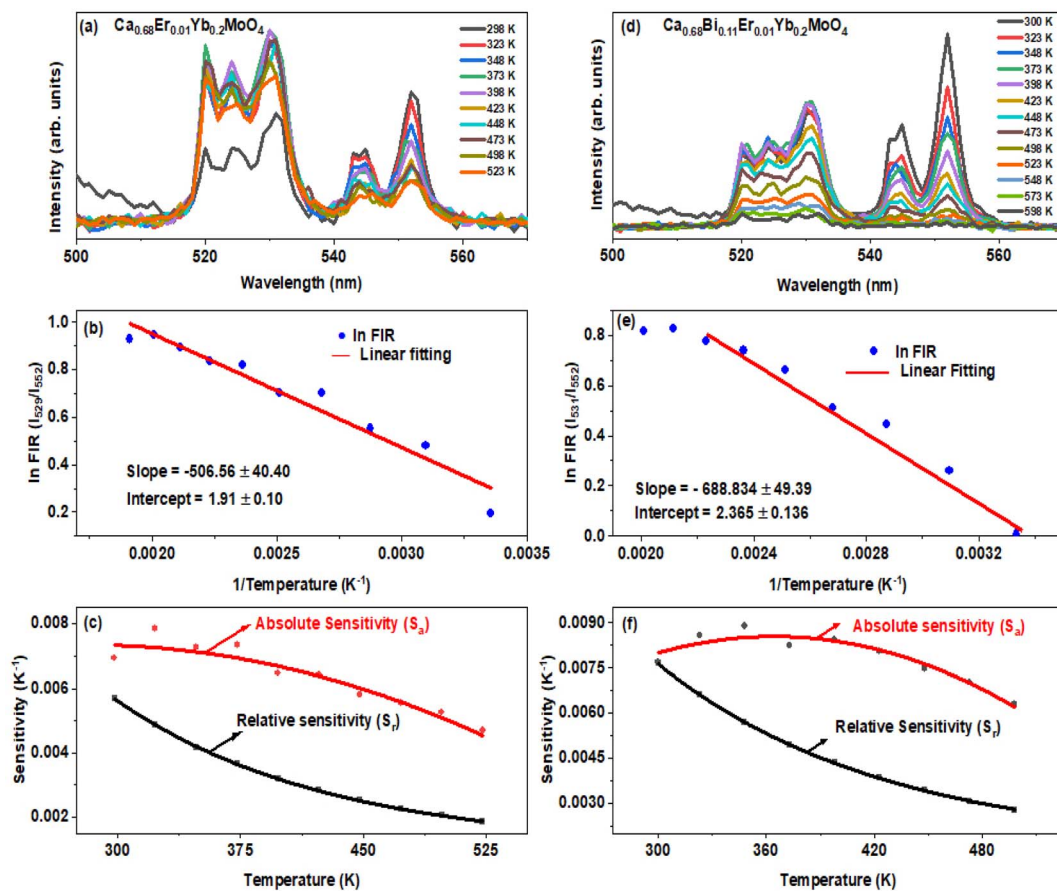 (a) Ca0.68Er0.01Yb0.2MoO4
298 K
323 K
348 K
373 K
398 K
423 K
448 K
473 K
498 K
523 K
Intensity (arb. units)
500 520 540 560
Wavelength (nm)
(d) Ca0.68Bi0.11Er0.01Yb0.2MoO4
300 K
323 K
348 K
373 K
398 K
423 K
448 K
473 K
498 K
523 K
548 K
573 K
598 K
Intensity (arb. units)
500 520 540 560
Wavelength (nm)
(b)
ln FIR
Linear fitting
Slope = -506.56 ± 40.40
Intercept = 1.91 ± 0.10
ln FIR (I529/I552)
1.0
0.8
0.6
0.4
0.2
0.0020 0.0025 0.0030 0.0035
1/Temperature (K-1)
(e)
ln FIR
Linear Fitting
Slope = - 688.834 ± 49.39
Intercept = 2.365 ± 0.136
ln FIR (I531/I552)
0.8
0.6
0.4
0.2
0.0
0.0020 0.0024 0.0028 0.0032
1/Temperature (K-1)
(c)
Absolute Sensitivity (Sa)
Relative sensitivity (Sr)
Sensitivity (K-1)
0.008
0.006
0.004
0.002
300 375 450 525
Temperature (K)
(f)
Absolute sensitivity (Sa)
Relative Sensitivity (Sr)
Sensitivity (K-1)
0.0090
0.0075
0.0060
0.0045
0.0030
300 360 420 480
Temperature (K)